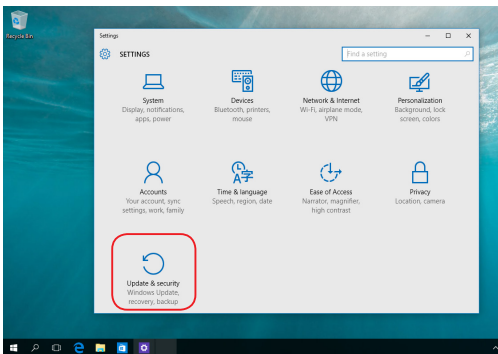 Recycle Bin
Settings
SETTINGS
Find a setting
System
Display, notifications,
apps, power
Devices
Bluetooth, printers,
mouse
Network & Internet
Wi-Fi, airplane mode,
VPN
Personalization
Background, lock
screen, colors
Accounts
Your account, sync
settings, work, family
Time & language
Speech, region, date
Ease of Access
Narrator, magnifier,
high contrast
Privacy
Location, camera
Update & security
Windows Update,
recovery, backup